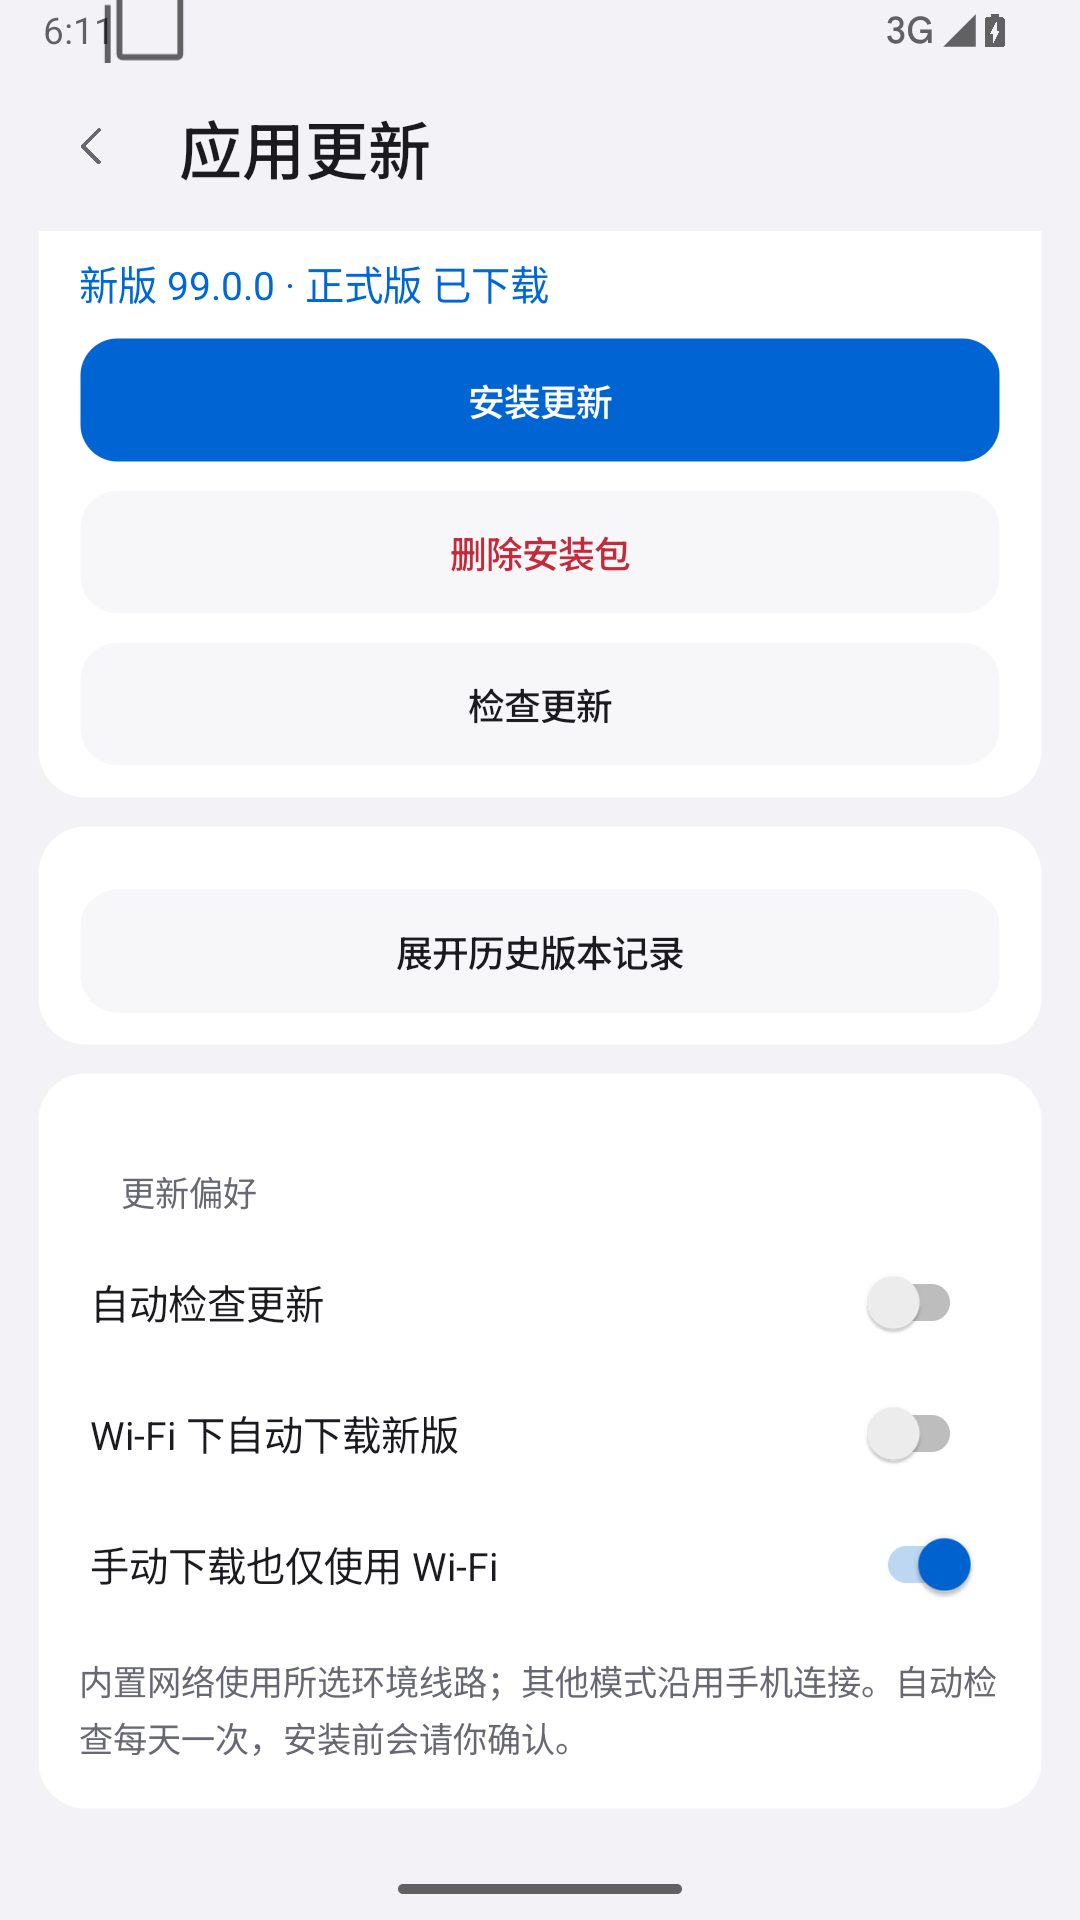 6:11
3G
应用更新
新版 99.0.0 · 正式版 已下载
安装更新
删除安装包
检查更新
展开历史版本记录
更新偏好
自动检查更新
Wi-Fi 下自动下载新版
手动下载也仅使用 Wi-Fi
内置网络使用所选环境线路；其他模式沿用手机连接。自动检
查每天一次，安装前会请你确认。